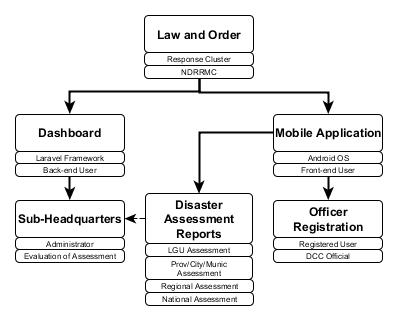 Law and Order
Response Cluster
NDRRMC
Dashboard
Laravel Framework
Back-end User
Mobile Application
Android OS
Front-end User
Sub-Headquarters
Administrator
Evaluation of Assessment
Disaster
Assessment
Reports
LGU Assessment
Prov/City/Munic
Assessment
Regional Assessment
National Assessment
Officer
Registration
Registered User
DCC Official